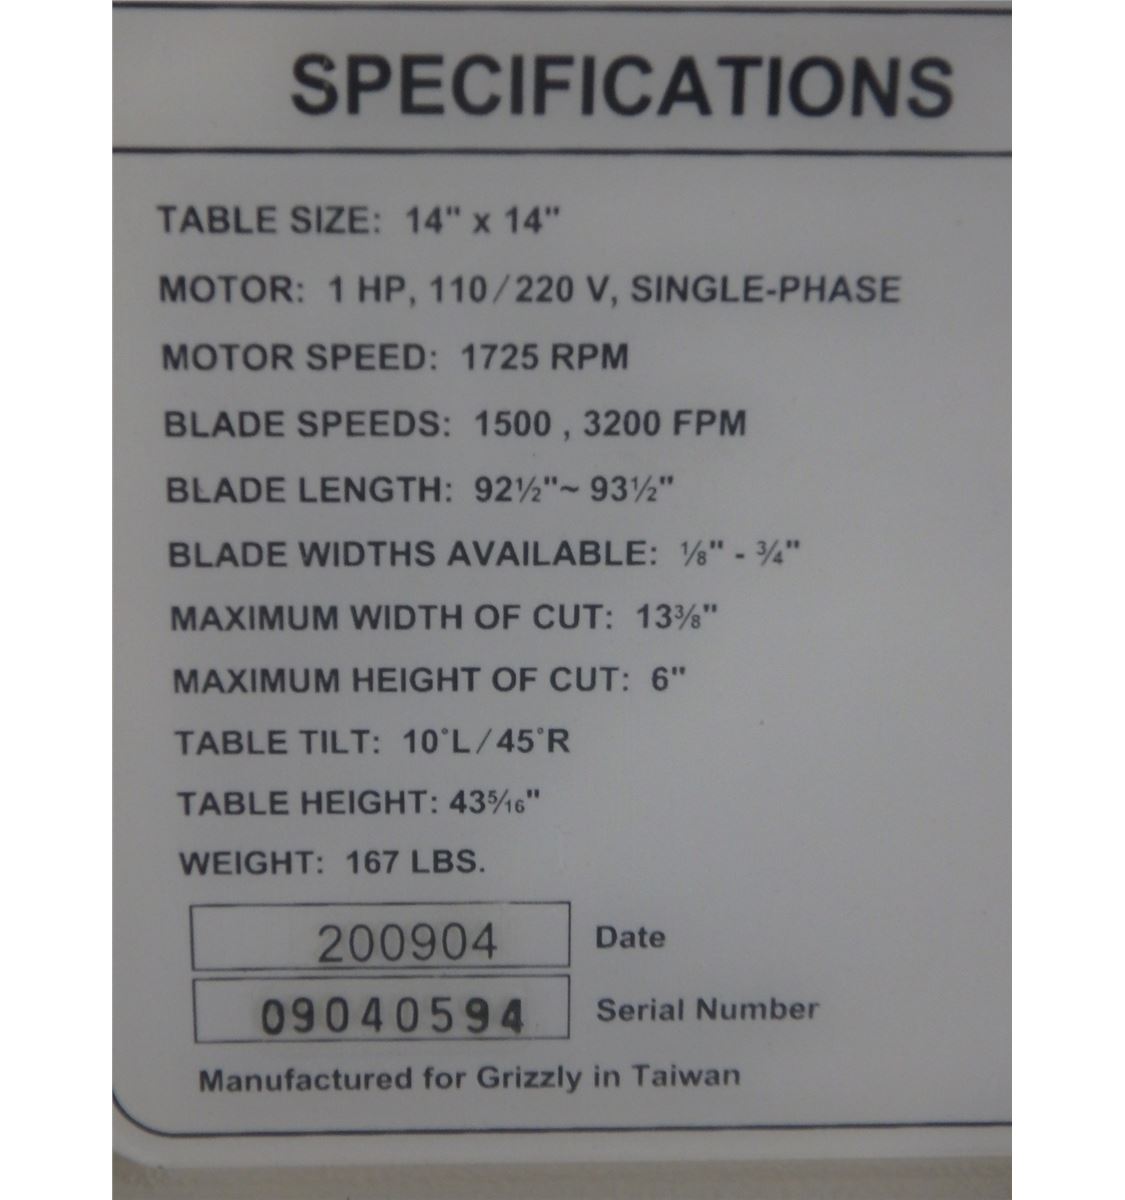 SPECIFICATIONS
TABLE SIZE: 14" x 14"
MOTOR: 1 HP, 110/220 V, SINGLE-PHASE
MOTOR SPEED: 1725 RPM
BLADE SPEEDS: 1500 , 3200 FPM
BLADE LENGTH: 92½"~ 93½"
BLADE WIDTHS AVAILABLE: ⅛" - ¾"
MAXIMUM WIDTH OF CUT: 13⅜"
MAXIMUM HEIGHT OF CUT: 6"
TABLE TILT: 10°L/45°R
TABLE HEIGHT: 435/16"
WEIGHT: 167 LBS.
200904 Date
09040594 Serial Number
Manufactured for Grizzly in Taiwan